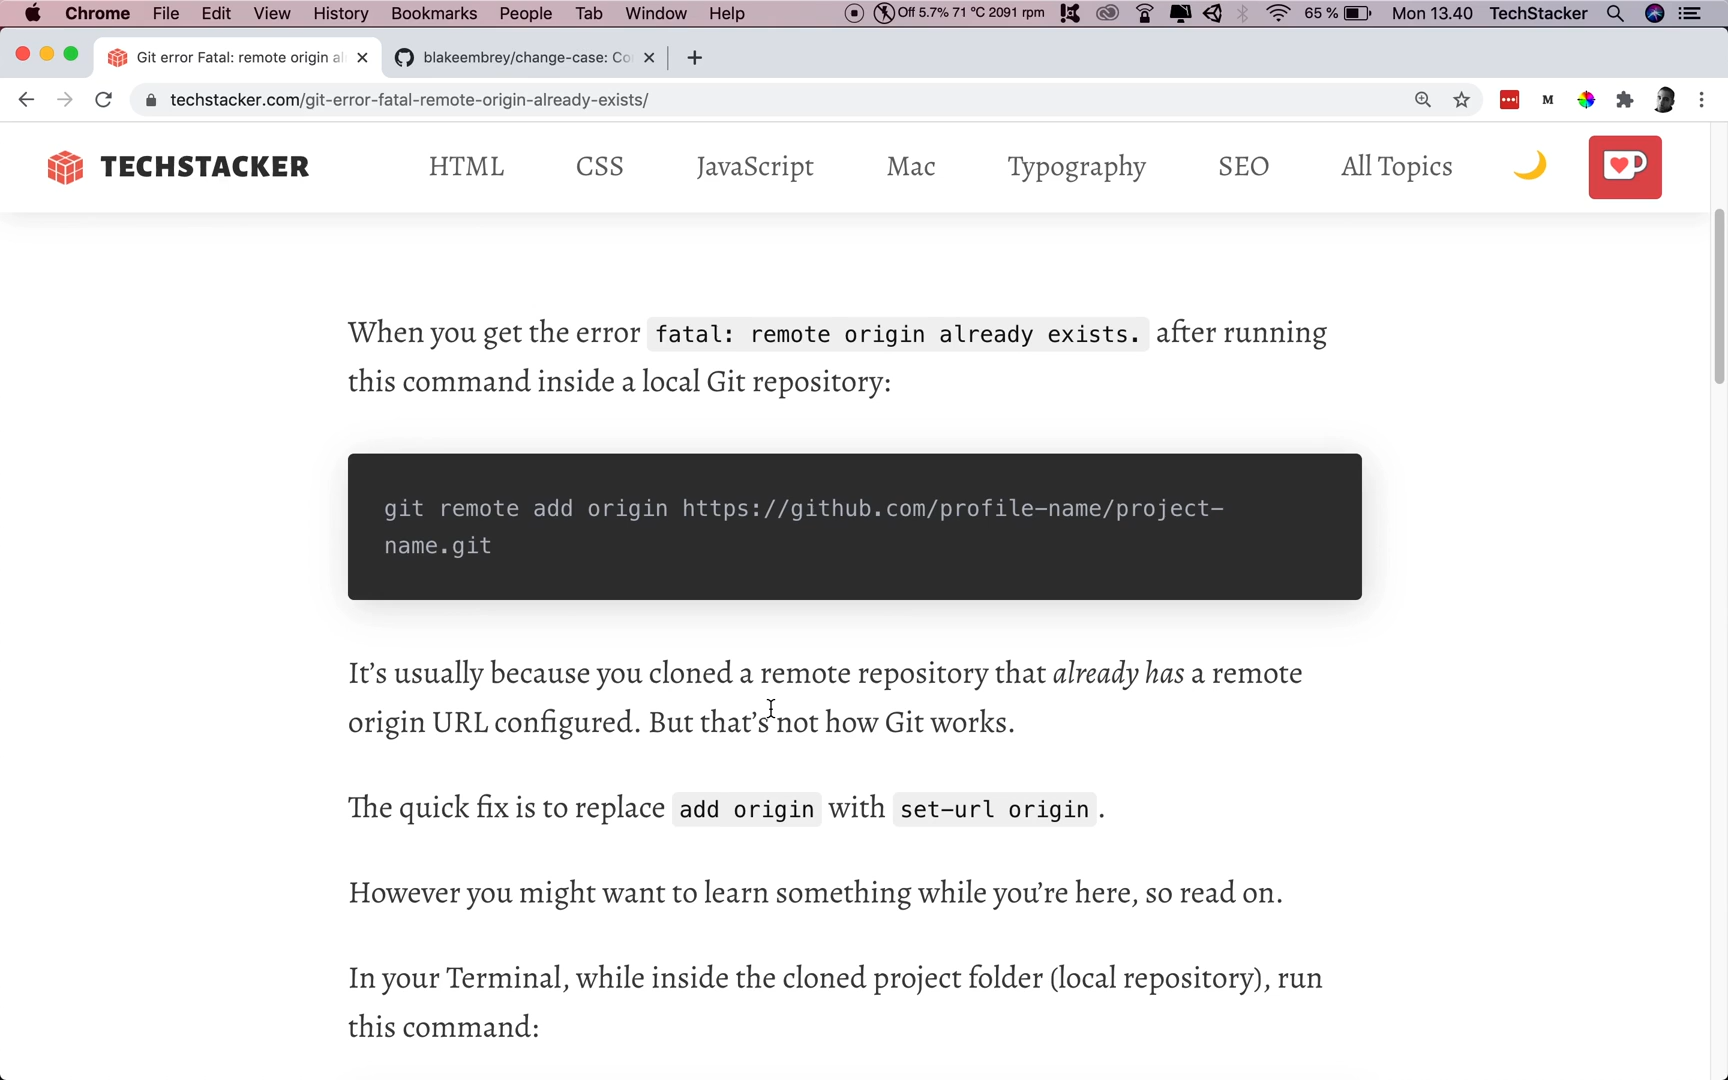 Chrome File Edit View History Bookmarks People Tab Window Help Off 5.7% 71 °C 2091 rpm 65 % Mon 13.40 TechStacker
Git error Fatal: remote origin al blakeembrey/change-case: Co
techstacker.com/git-error-fatal-remote-origin-already-exists/ M
TECHSTACKER HTML CSS JavaScript Mac Typography SEO All Topics
When you get the error fatal: remote origin already exists. after running
this command inside a local Git repository:
git remote add origin https://github.com/profile-name/project-
name.git
It’s usually because you cloned a remote repository that already has a remote
origin URL configured. But that’s not how Git works.
The quick fix is to replace add origin with set-url origin.
However you might want to learn something while you’re here, so read on.
In your Terminal, while inside the cloned project folder (local repository), run
this command: